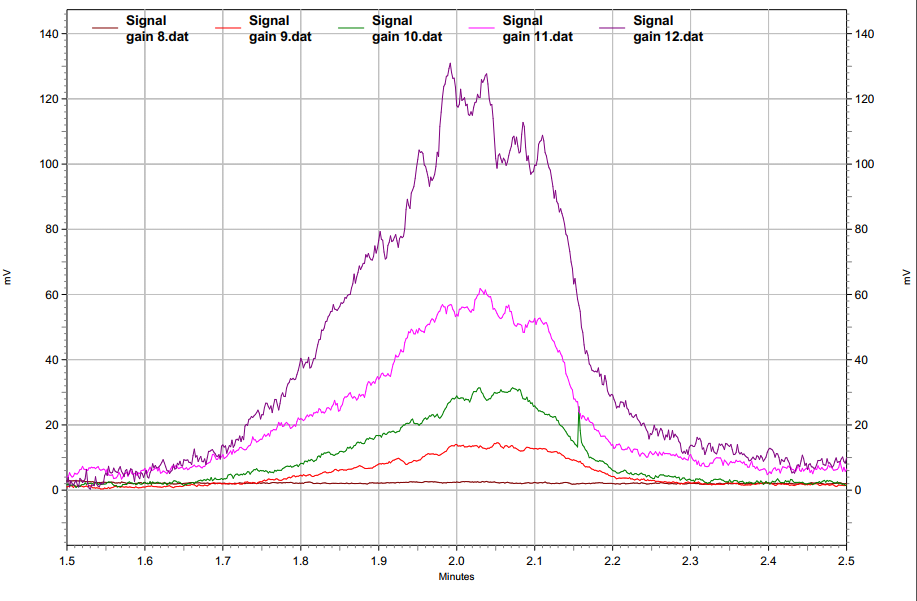 Signal Signal Signal Signal Signal
gain 8.dat gain 9.dat gain 10.dat gain 11.dat gain 12.dat
140 140
120 120
100 100
80 80
60 60
40 40
20 20
0 0
mV mV
1.5 1.6 1.7 1.8 1.9 2.0 2.1 2.2 2.3 2.4 2.5
Minutes